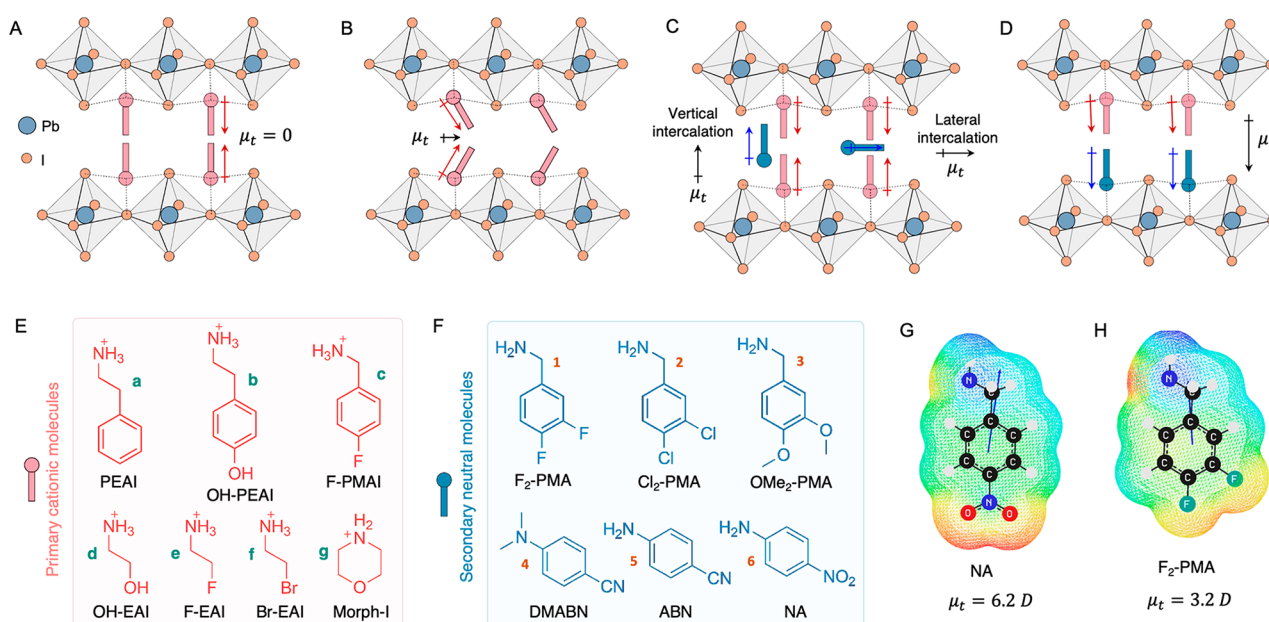 A
Pb
I
μt = 0
B
μt
C
Vertical
intercalation
μt
Lateral
intercalation
μt
D
μ
E
Primary cationic molecules
NH3
+
a
PEAI
NH3
+
b
OH
OH-PEAI
H3N
+
c
F
F-PMAI
NH3
+
d
OH
OH-EAI
NH3
+
e
F
F-EAI
NH3
+
f
Br
Br-EAI
NH2
+
g
O
Morph-I
F
Secondary neutral molecules
H2N
1
F
F
F2-PMA
H2N
2
Cl
Cl
Cl2-PMA
H2N
3
O
O
OMe2-PMA
N
4
CN
DMABN
H2N
5
CN
ABN
H2N
6
NO2
NA
G
N
C
C
C
C
C
C
C
N
O
O
NA
μt = 6.2 D
H
N
C
C
C
C
C
C
C
F
F
F2-PMA
μt = 3.2 D